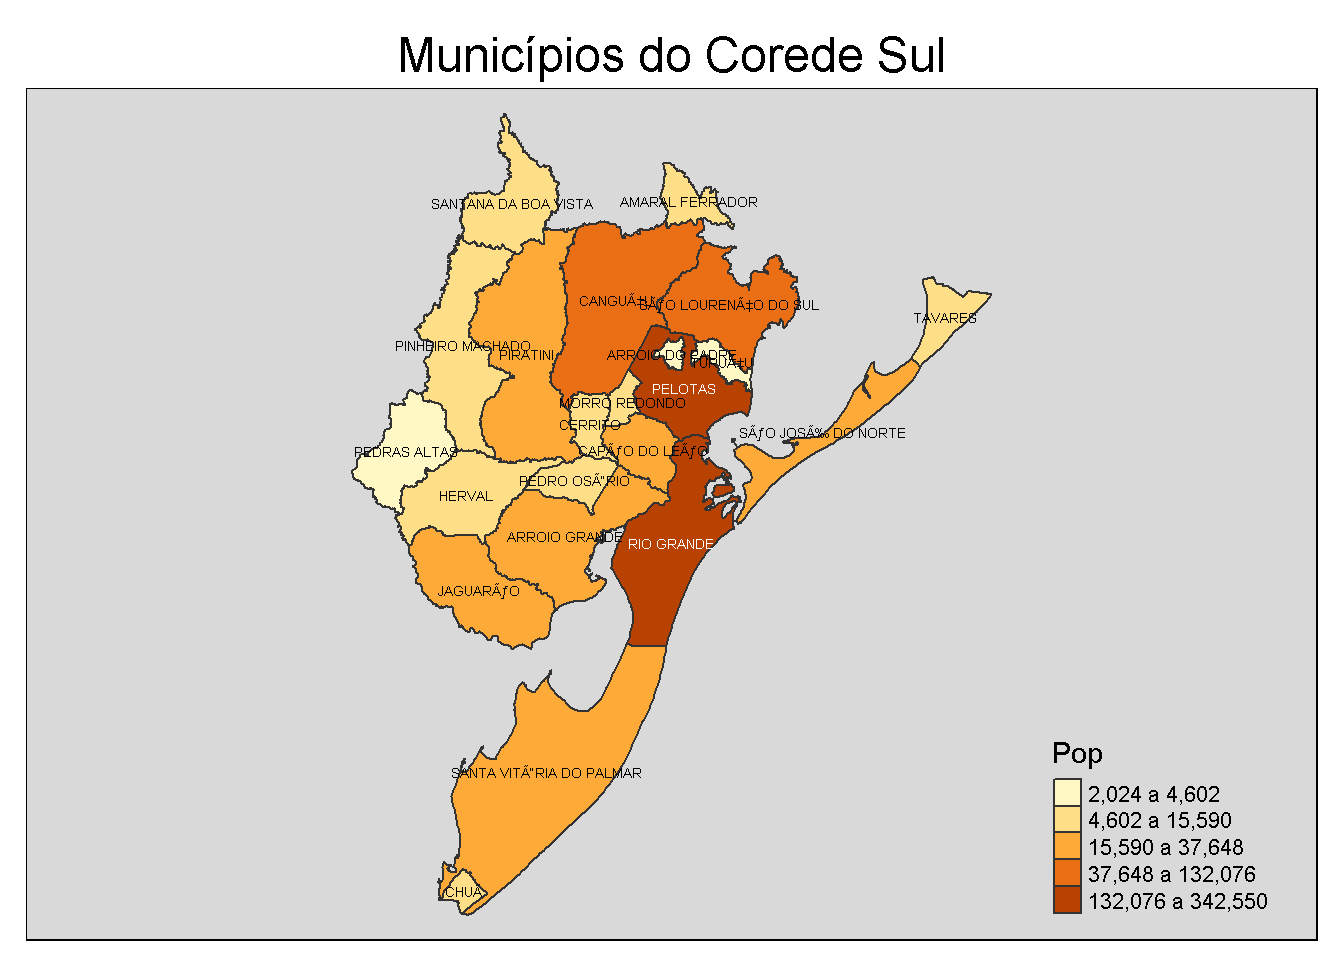 Municípios do Corede Sul
SANTANA DA BOA VISTA
AMARAL FERRADOR
CANGUÃ‡U
SÃƒO LOURENÃ‡O DO SUL
TAVARES
PINHEIRO MACHADO
PIRATINI
ARROIO DO PADRE
TURUÃ‡U
PELOTAS
MORRO REDONDO
CERRITO
SÃƒO JOSÃ‰ DO NORTE
PEDRAS ALTAS
CAPÃƒO DO LEÃƒO
PEDRO OSÃ“RIO
HERVAL
ARROIO GRANDE
RIO GRANDE
JAGUARÃƒO
SANTA VITÃ“RIA DO PALMAR
CHUÃ
Pop
2,024 a 4,602
4,602 a 15,590
15,590 a 37,648
37,648 a 132,076
132,076 a 342,550